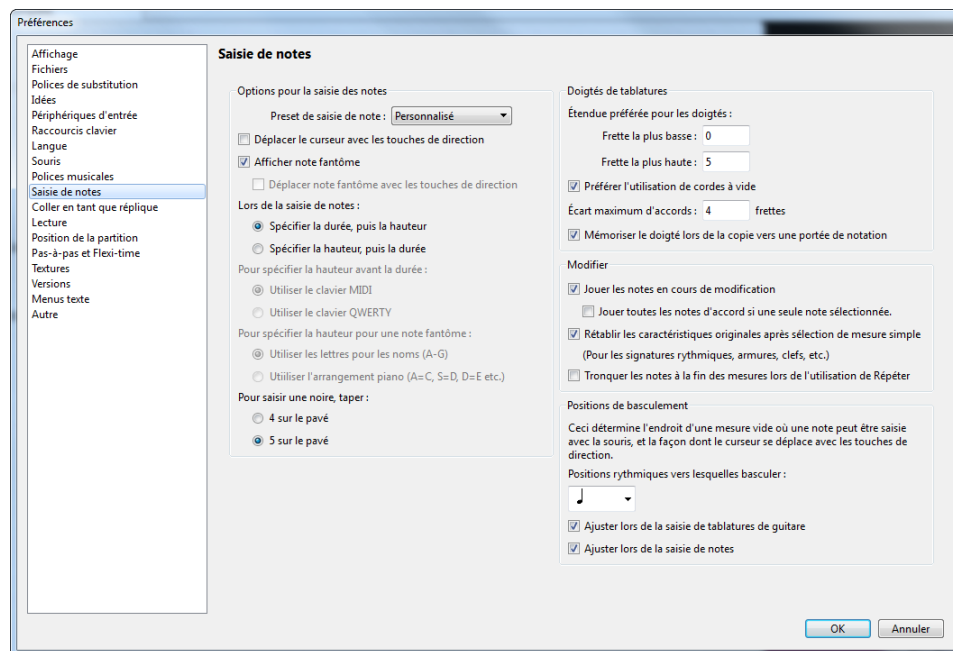 Préférences
Affichage
Fichiers
Polices de substitution
Idées
Périphériques d'entrée
Raccourcis clavier
Langue
Souris
Polices musicales
Saisie de notes
Coller en tant que réplique
Lecture
Position de la partition
Pas-à-pas et Flexi-time
Textures
Versions
Menus texte
Autre
Saisie de notes
Options pour la saisie des notes
Preset de saisie de note : Personnalisé
Déplacer le curseur avec les touches de direction
Afficher note fantôme
Déplacer note fantôme avec les touches de direction
Lors de la saisie de notes :
Spécifier la durée, puis la hauteur
Spécifier la hauteur, puis la durée
Pour spécifier la hauteur avant la durée :
Utiliser le clavier MIDI
Utiliser le clavier QWERTY
Pour spécifier la hauteur pour une note fantôme :
Utiliser les lettres pour les noms (A-G)
Utiiliser l'arrangement piano (A=C, S=D, D=E etc.)
Pour saisir une noire, taper :
4 sur le pavé
5 sur le pavé
Doigtés de tablatures
Étendue préférée pour les doigtés :
Frette la plus basse : 0
Frette la plus haute : 5
Préférer l'utilisation de cordes à vide
Écart maximum d'accords : 4 frettes
Mémoriser le doigté lors de la copie vers une portée de notation
Modifier
Jouer les notes en cours de modification
Jouer toutes les notes d'accord si une seule note sélectionnée.
Rétablir les caractéristiques originales après sélection de mesure simple
(Pour les signatures rythmiques, armures, clefs, etc.)
Tronquer les notes à la fin des mesures lors de l'utilisation de Répéter
Positions de basculement
Ceci détermine l'endroit d'une mesure vide où une note peut être saisie
avec la souris, et la façon dont le curseur se déplace avec les touches de
direction.
Positions rythmiques vers lesquelles basculer :
Ajuster lors de la saisie de tablatures de guitare
Ajuster lors de la saisie de notes
OK Annuler